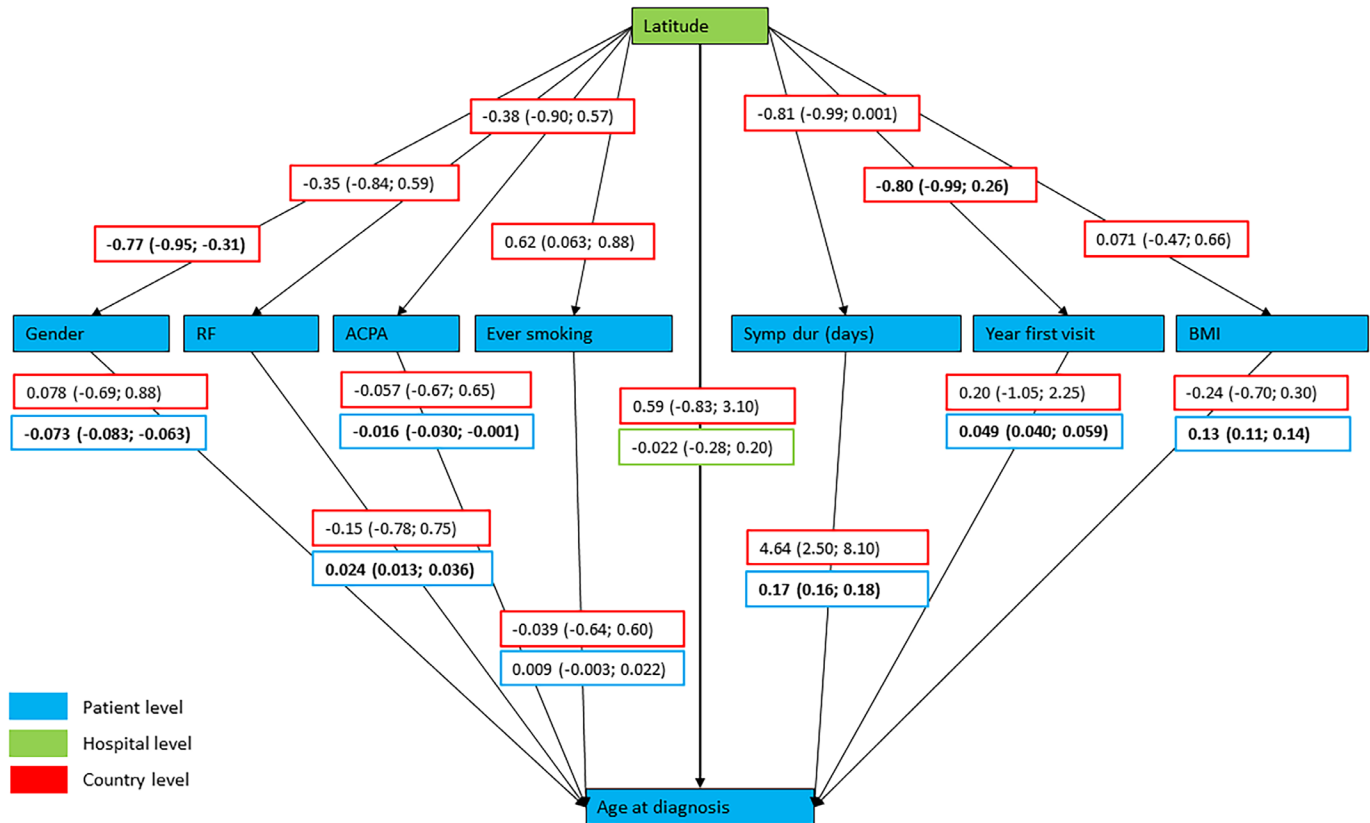 Latitude
-0.38 (-0.90; 0.57)
-0.81 (-0.99; 0.001)
-0.35 (-0.84; 0.59)
-0.80 (-0.99; 0.26)
-0.77 (-0.95; -0.31)
0.62 (0.063; 0.88)
0.071 (-0.47; 0.66)
Gender
RF
ACPA
Ever smoking
Symp dur (days)
Year first visit
BMI
0.078 (-0.69; 0.88)
-0.073 (-0.083; -0.063)
-0.057 (-0.67; 0.65)
-0.016 (-0.030; -0.001)
0.59 (-0.83; 3.10)
-0.022 (-0.28; 0.20)
0.20 (-1.05; 2.25)
0.049 (0.040; 0.059)
-0.24 (-0.70; 0.30)
0.13 (0.11; 0.14)
-0.15 (-0.78; 0.75)
0.024 (0.013; 0.036)
4.64 (2.50; 8.10)
0.17 (0.16; 0.18)
-0.039 (-0.64; 0.60)
0.009 (-0.003; 0.022)
Patient level
Hospital level
Country level
Age at diagnosis